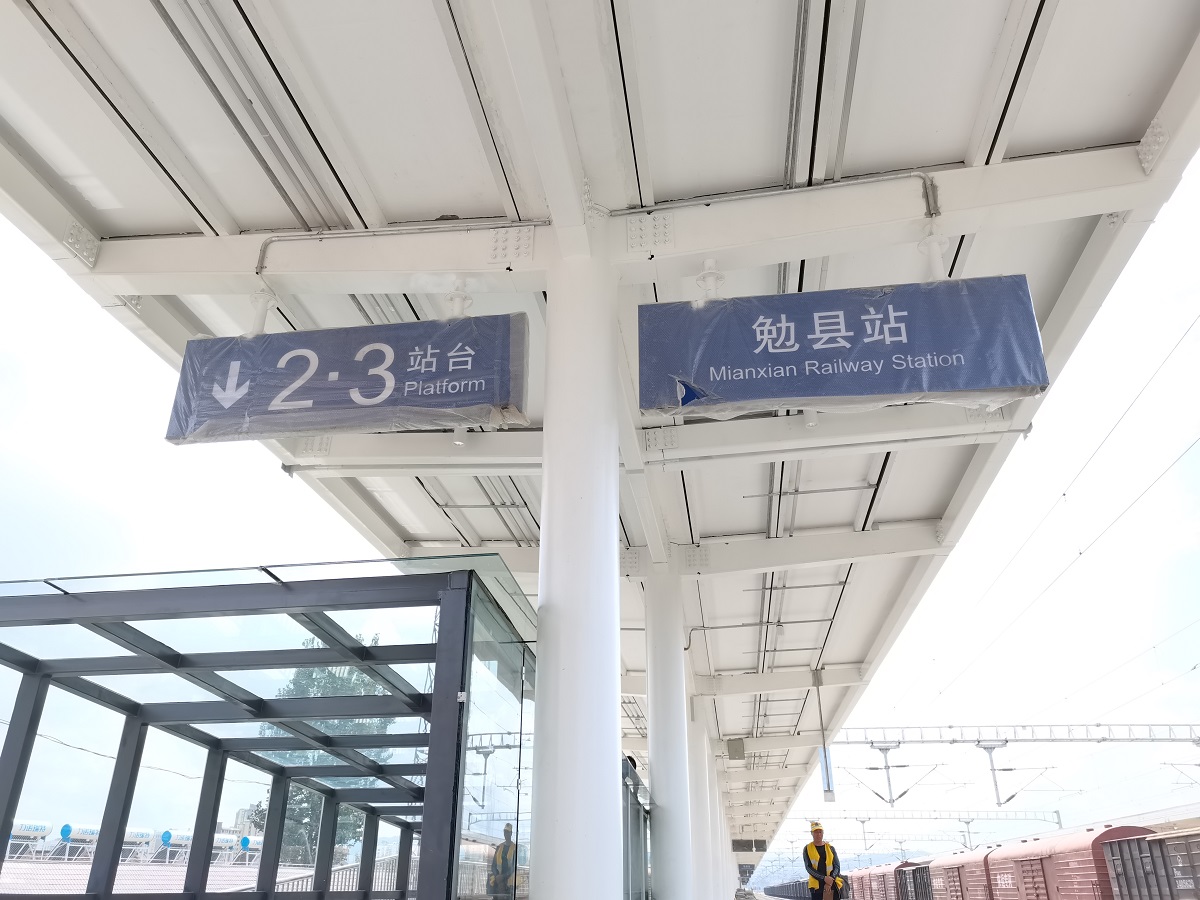 2·3 站台
Platform
勉县站
Mianxian Railway Station